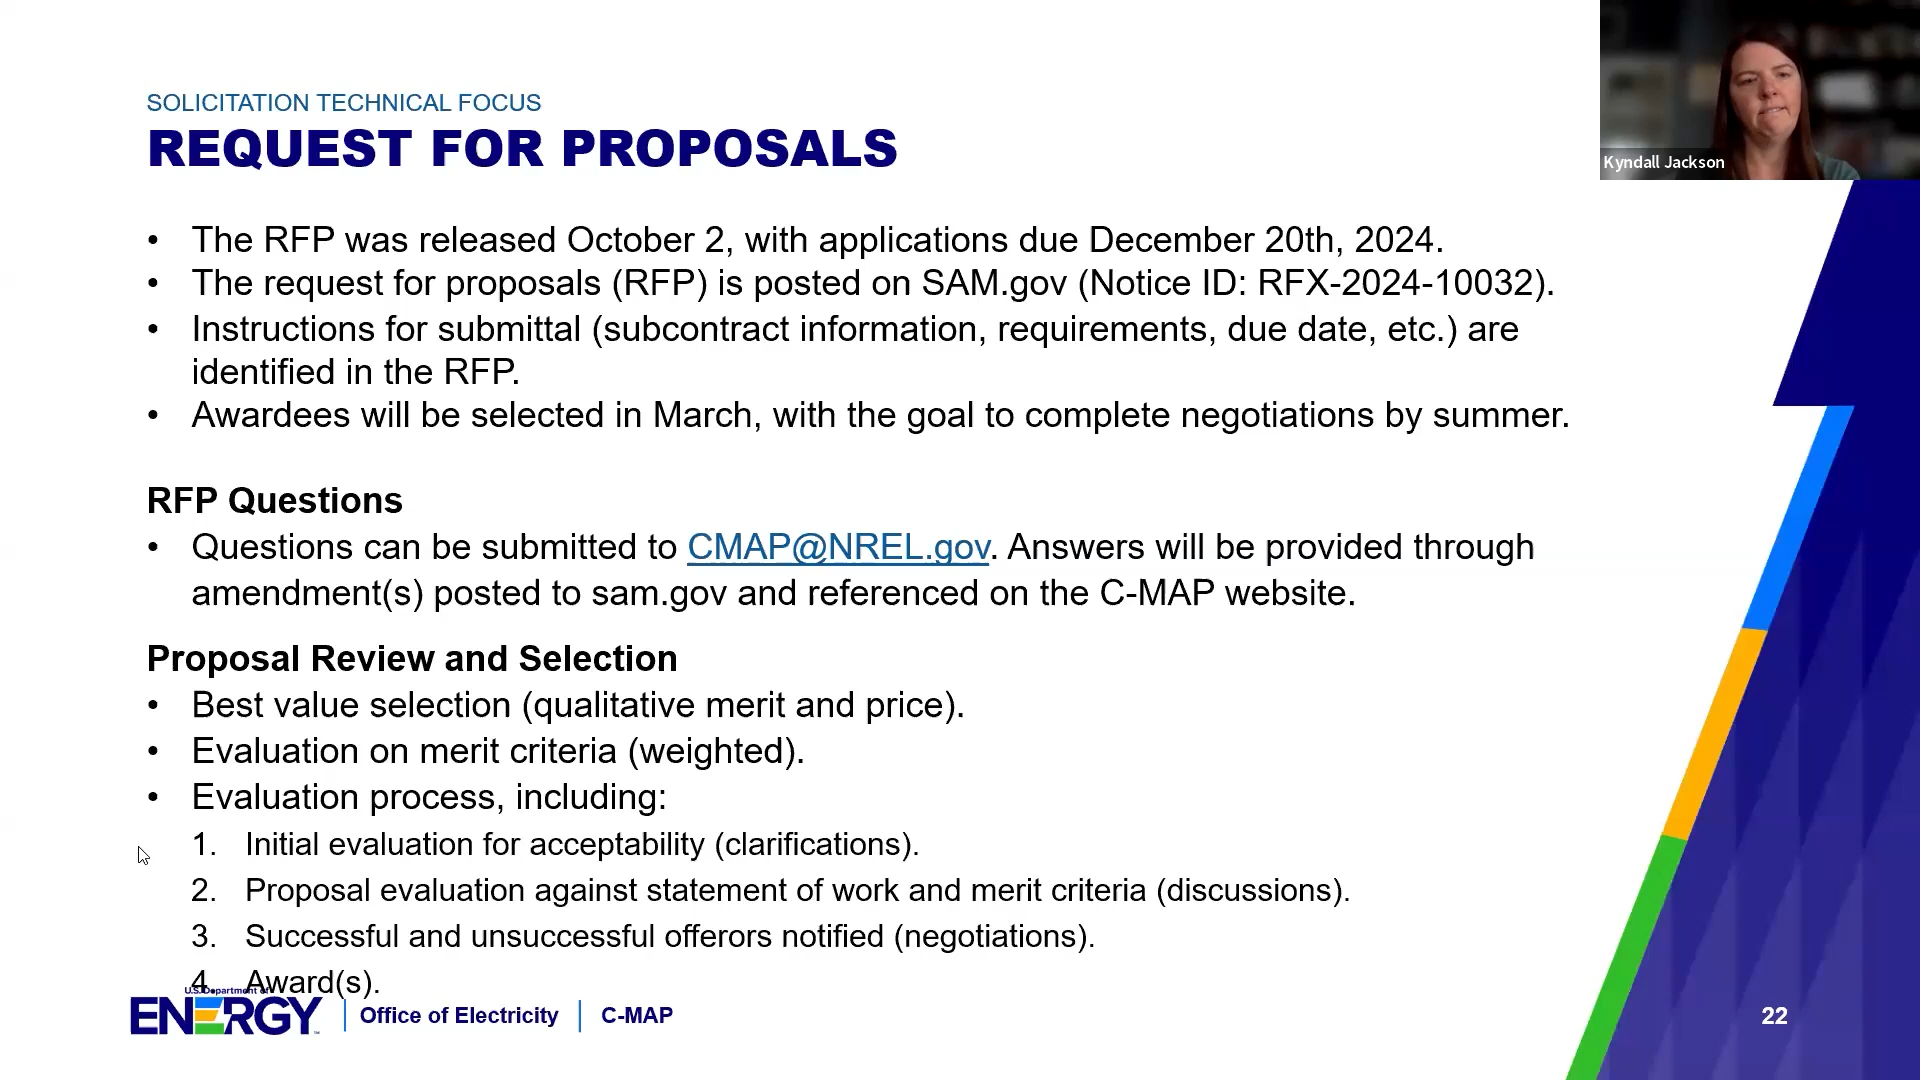 SOLICITATION TECHNICAL FOCUS
REQUEST FOR PROPOSALS
Kyndall Jackson
• The RFP was released October 2, with applications due December 20th, 2024.
• The request for proposals (RFP) is posted on SAM.gov (Notice ID: RFX-2024-10032).
• Instructions for submittal (subcontract information, requirements, due date, etc.) are
identified in the RFP.
• Awardees will be selected in March, with the goal to complete negotiations by summer.
RFP Questions
• Questions can be submitted to CMAP@NREL.gov. Answers will be provided through
amendment(s) posted to sam.gov and referenced on the C-MAP website.
Proposal Review and Selection
• Best value selection (qualitative merit and price).
• Evaluation on merit criteria (weighted).
• Evaluation process, including:
1. Initial evaluation for acceptability (clarifications).
2. Proposal evaluation against statement of work and merit criteria (discussions).
3. Successful and unsuccessful offerors notified (negotiations).
4. Award(s).
U.S. Department of
ENERGY
Office of Electricity
C-MAP
22